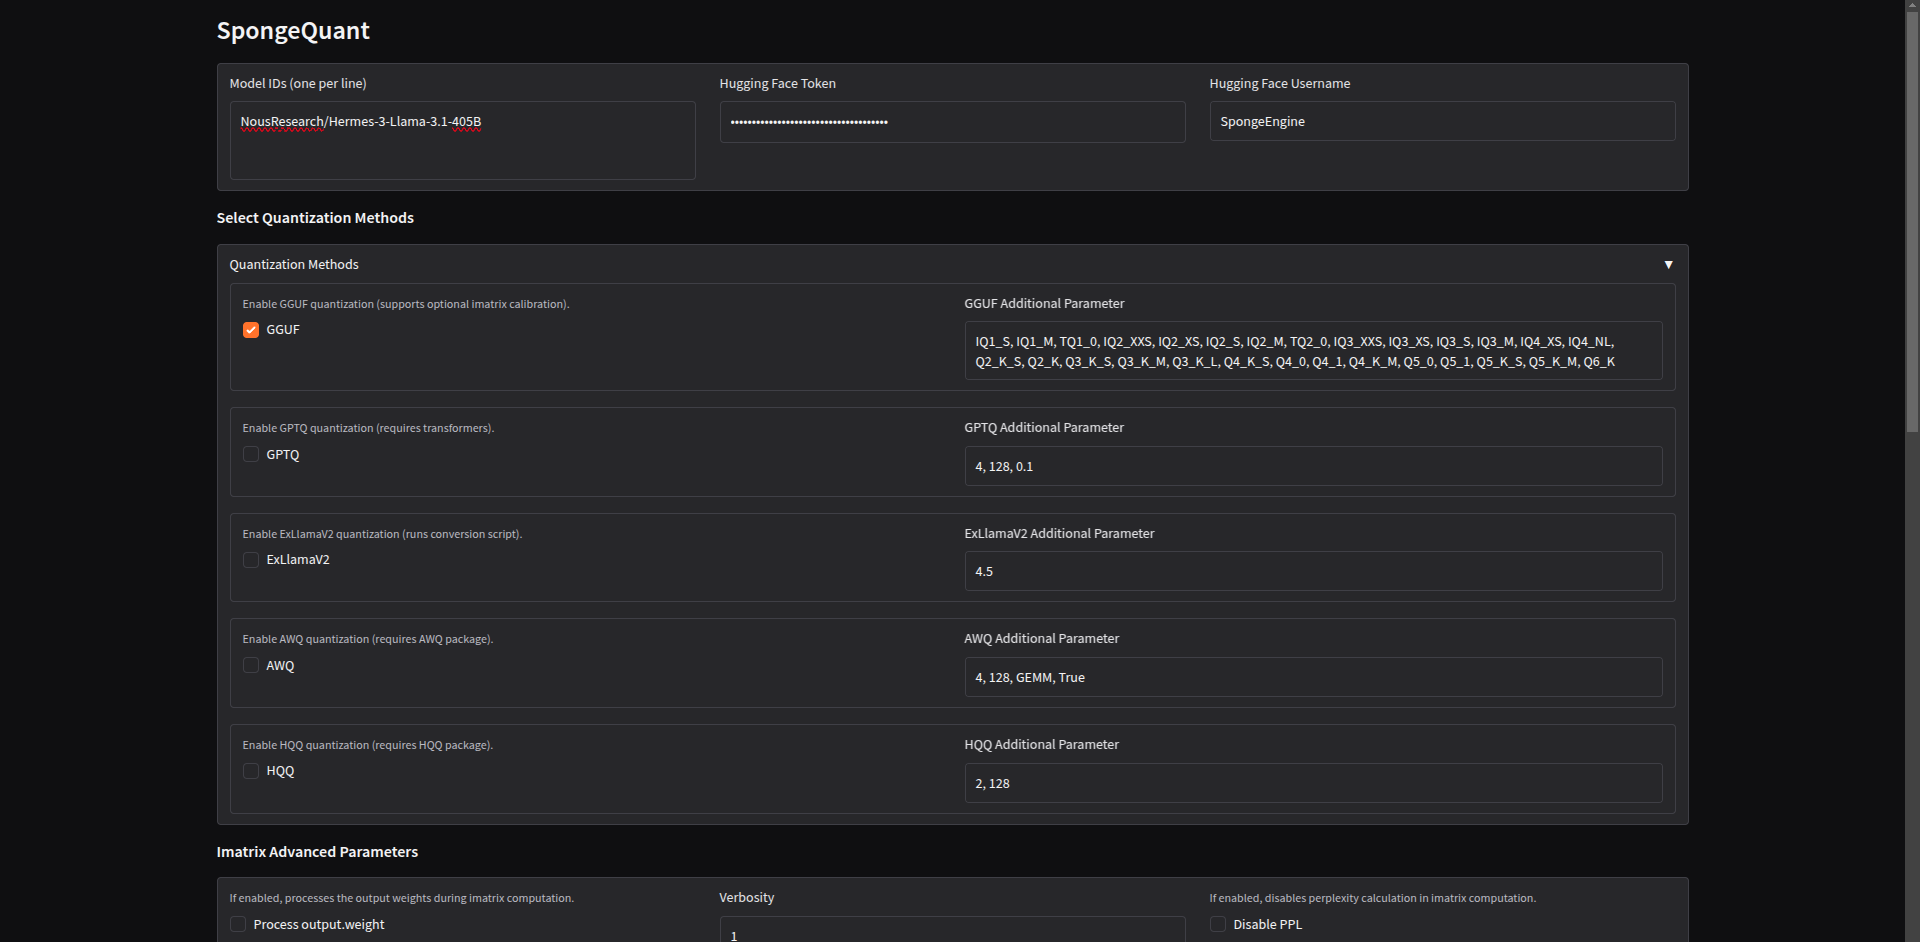 SpongeQuant
Model IDs (one per line)
Hugging Face Token
Hugging Face Username
NousResearch/Hermes-3-Llama-3.1-405B
••••••••••••••••••••••••••••••••••••••
SpongeEngine
Select Quantization Methods
Quantization Methods ▼
Enable GGUF quantization (supports optional imatrix calibration).
GGUF
GGUF Additional Parameter
IQ1_S, IQ1_M, TQ1_0, IQ2_XXS, IQ2_XS, IQ2_S, IQ2_M, TQ2_0, IQ3_XXS, IQ3_XS, IQ3_S, IQ3_M, IQ4_XS, IQ4_NL,
Q2_K_S, Q2_K, Q3_K_S, Q3_K_M, Q3_K_L, Q4_K_S, Q4_0, Q4_1, Q4_K_M, Q5_0, Q5_1, Q5_K_S, Q5_K_M, Q6_K
Enable GPTQ quantization (requires transformers).
GPTQ
GPTQ Additional Parameter
4, 128, 0.1
Enable ExLlamaV2 quantization (runs conversion script).
ExLlamaV2
ExLlamaV2 Additional Parameter
4.5
Enable AWQ quantization (requires AWQ package).
AWQ
AWQ Additional Parameter
4, 128, GEMM, True
Enable HQQ quantization (requires HQQ package).
HQQ
HQQ Additional Parameter
2, 128
Imatrix Advanced Parameters
If enabled, processes the output weights during imatrix computation.
Process output.weight
Verbosity
1
If enabled, disables perplexity calculation in imatrix computation.
Disable PPL